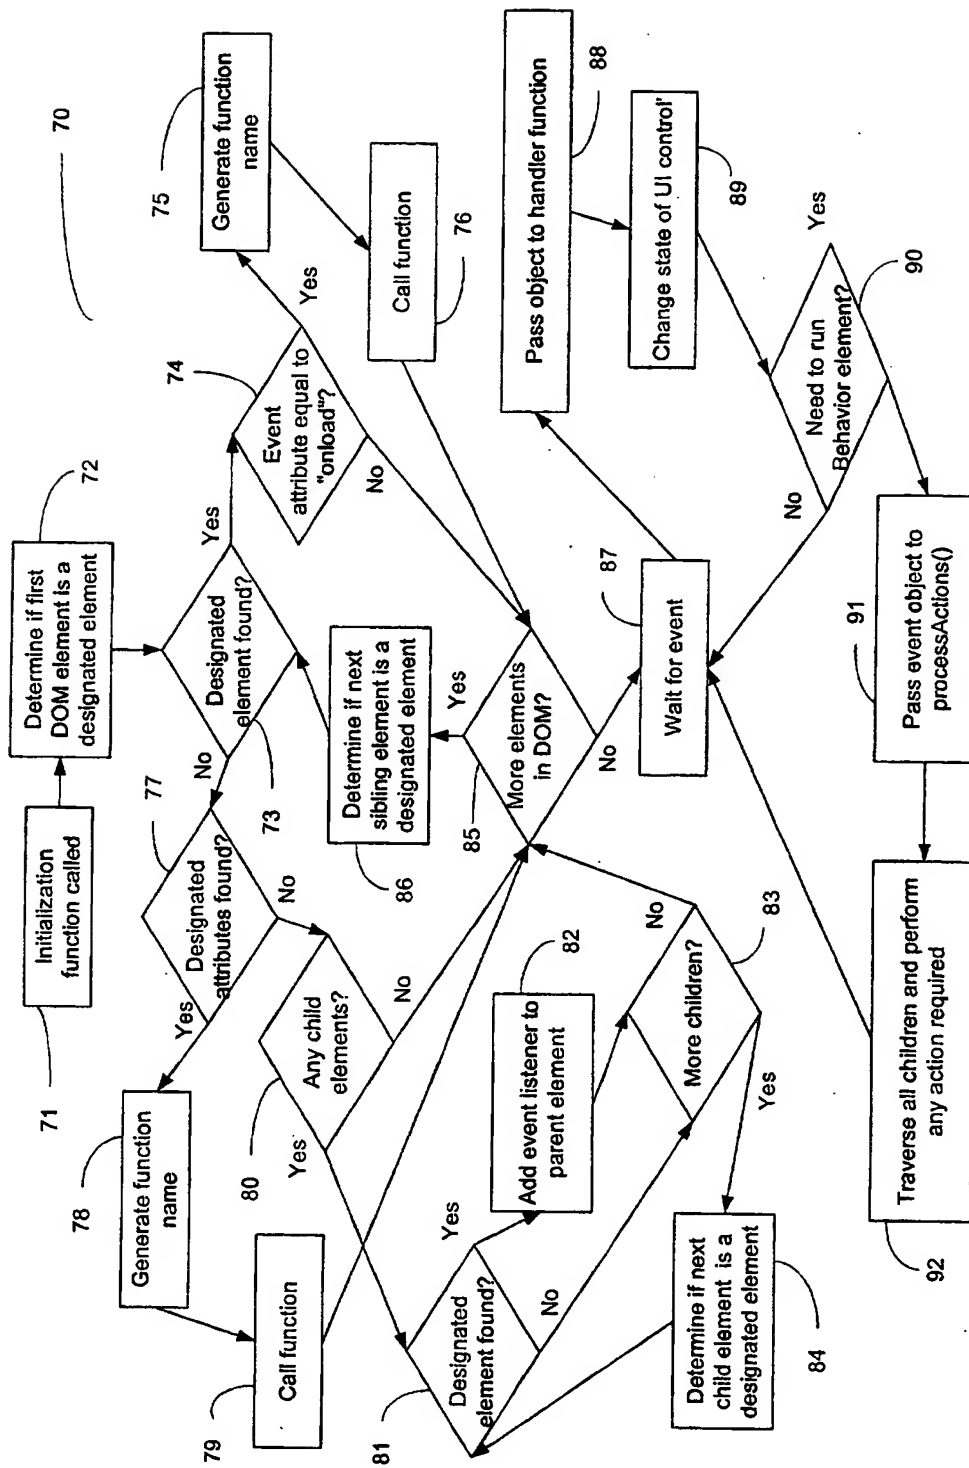 70
71
Initialization
function called
72
Determine if first
DOM element is a
designated element
73
Designated
element found?
Yes
No
74
Event
attribute equal to
"onload"?
Yes
No
75
Generate function
name
76
Call function
77
Designated
attributes found?
Yes
No
78
Generate function
name
79
Call function
80
Any child
elements?
Yes
No
81
Designated
element found?
Yes
No
82
Add event listener to
parent element
83
More children?
No
Yes
84
Determine if next
child element is a
designated element
85
More elements
in DOM?
Yes
No
86
Determine if next
sibling element is a
designated element
87
Wait for event
88
Pass object to handler function
89
Change state of UI control'
90
Need to run
Behavior element?
Yes
No
91
Pass event object to
processActions()
92
Traverse all children and perform
any action required